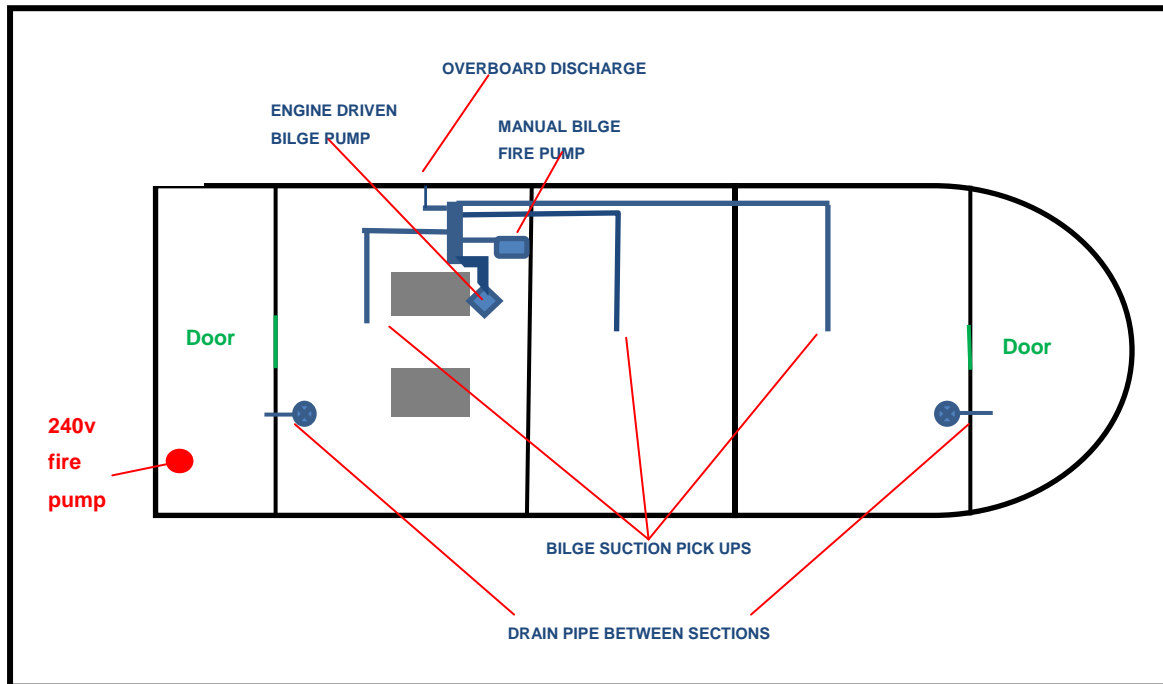 OVERBOARD DISCHARGE
ENGINE DRIVEN
BILGE PUMP
MANUAL BILGE
FIRE PUMP
Door
Door
240v
fire
pump
BILGE SUCTION PICK UPS
DRAIN PIPE BETWEEN SECTIONS